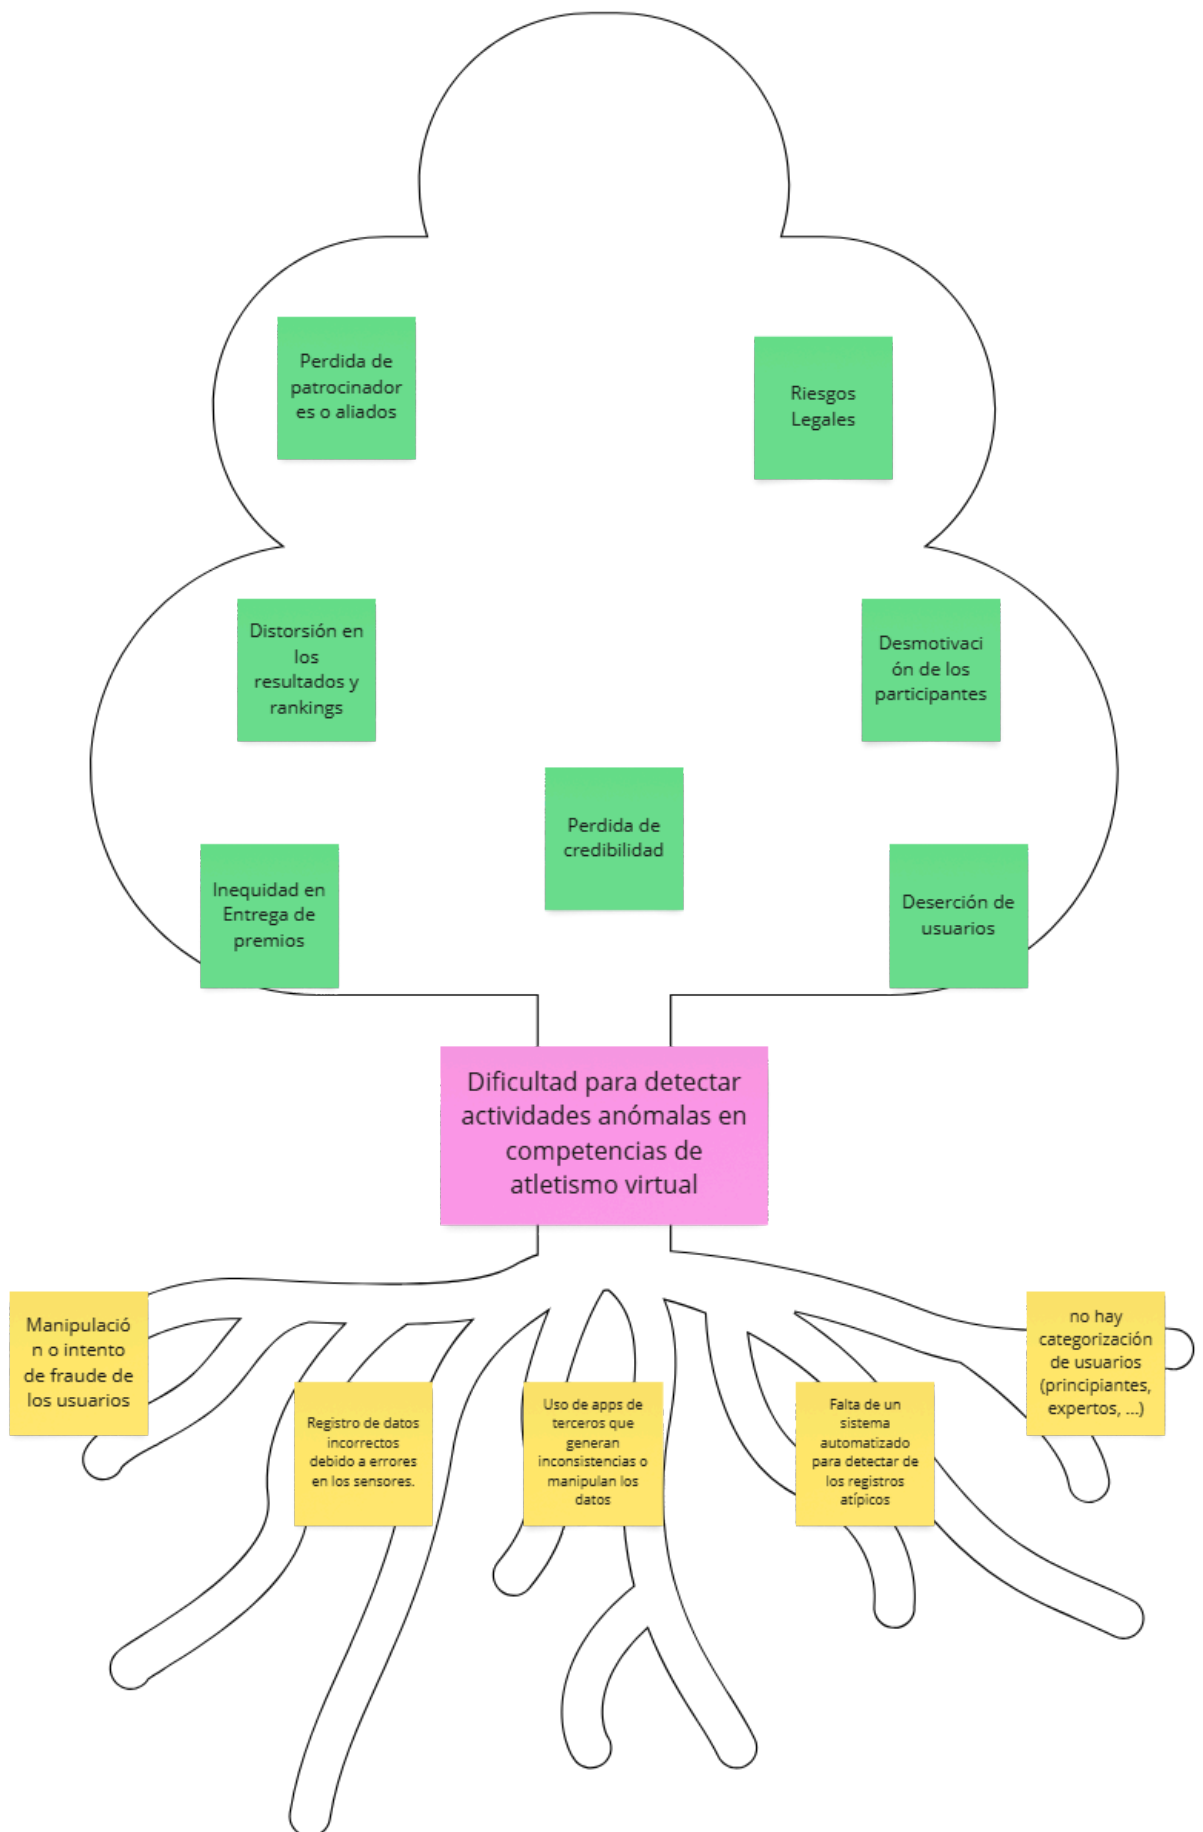 Perdida de
patrocinador
es o aliados
Riesgos
Legales
Distorsión en
los
resultados y
rankings
Desmotivaci
ón de los
participantes
Perdida de
credibilidad
Inequidad en
Entrega de
premios
Deserción de
usuarios
Dificultad para detectar
actividades anómalas en
competencias de
atletismo virtual
Manipulació
n o intento
de fraude de
los usuarios
Registro de datos
incorrectos
debido a errores
en los sensores.
Uso de apps de
terceros que
generan
inconsistencias o
manipulan los
datos
Falta de un
sistema
automatizado
para detectar de
los registros
atípicos
no hay
categorización
de usuarios
(principiantes,
expertos, ...)